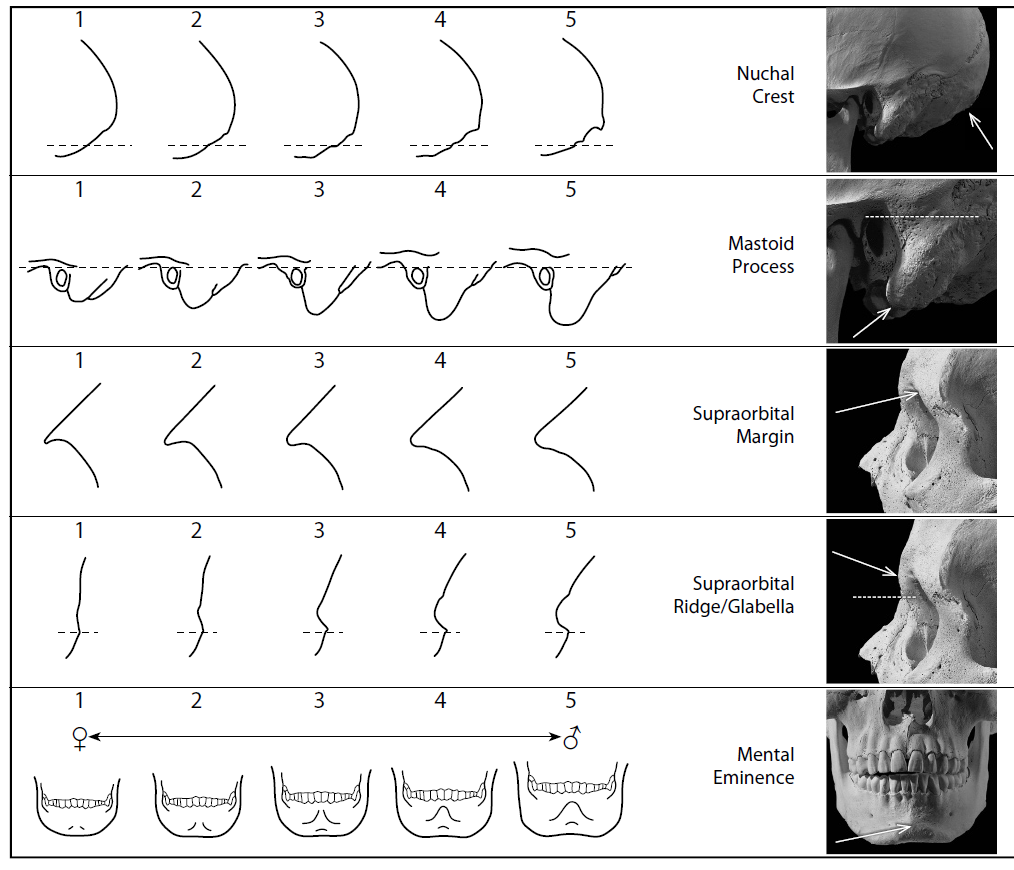 1 2 3 4 5
Nuchal
Crest
1 2 3 4 5
Mastoid
Process
1 2 3 4 5
Supraorbital
Margin
1 2 3 4 5
Supraorbital
Ridge/Glabella
1 2 3 4 5
♀ ♂
Mental
Eminence